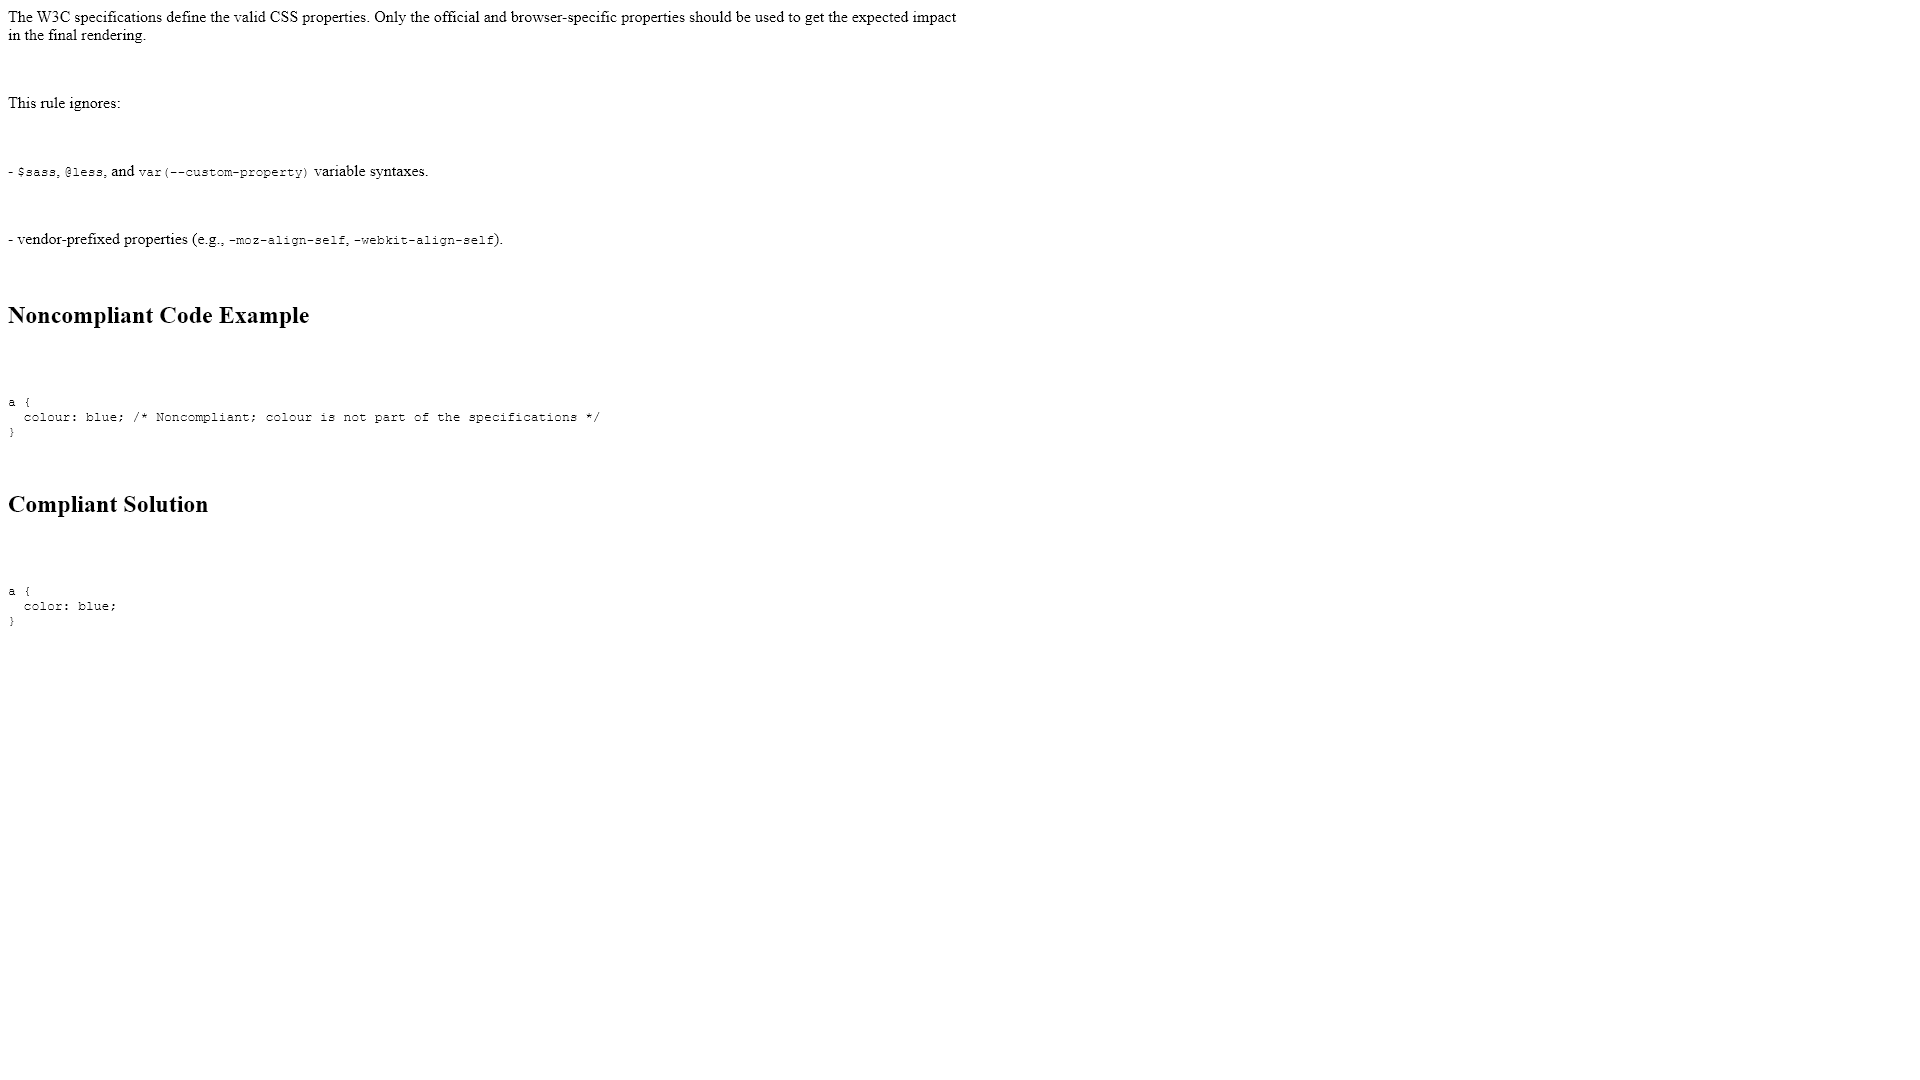 The W3C specifications define the valid CSS properties. Only the official and browser-specific properties should be used to get the expected impact
in the final rendering.
This rule ignores:
- $sass, @less, and var(--custom-property) variable syntaxes.
- vendor-prefixed properties (e.g., -moz-align-self, -webkit-align-self).
Noncompliant Code Example
a {
  colour: blue; /* Noncompliant; colour is not part of the specifications */
}
Compliant Solution
a {
  color: blue;
}